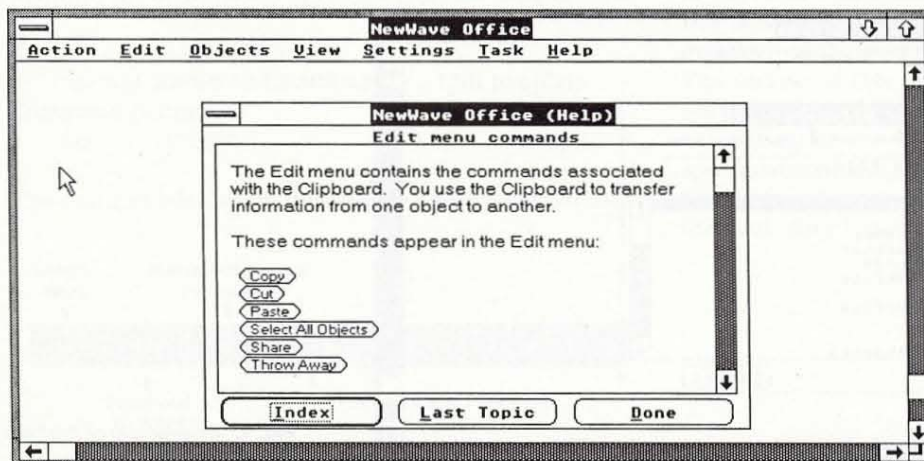 NewWave Office
Action Edit Objects View Settings Task Help
NewWave Office (Help)
Edit menu commands
The Edit menu contains the commands associated
with the Clipboard. You use the Clipboard to transfer
information from one object to another.
These commands appear in the Edit menu:
Copy
Cut
Paste
Select All Objects
Share
Throw Away
Index Last Topic Done